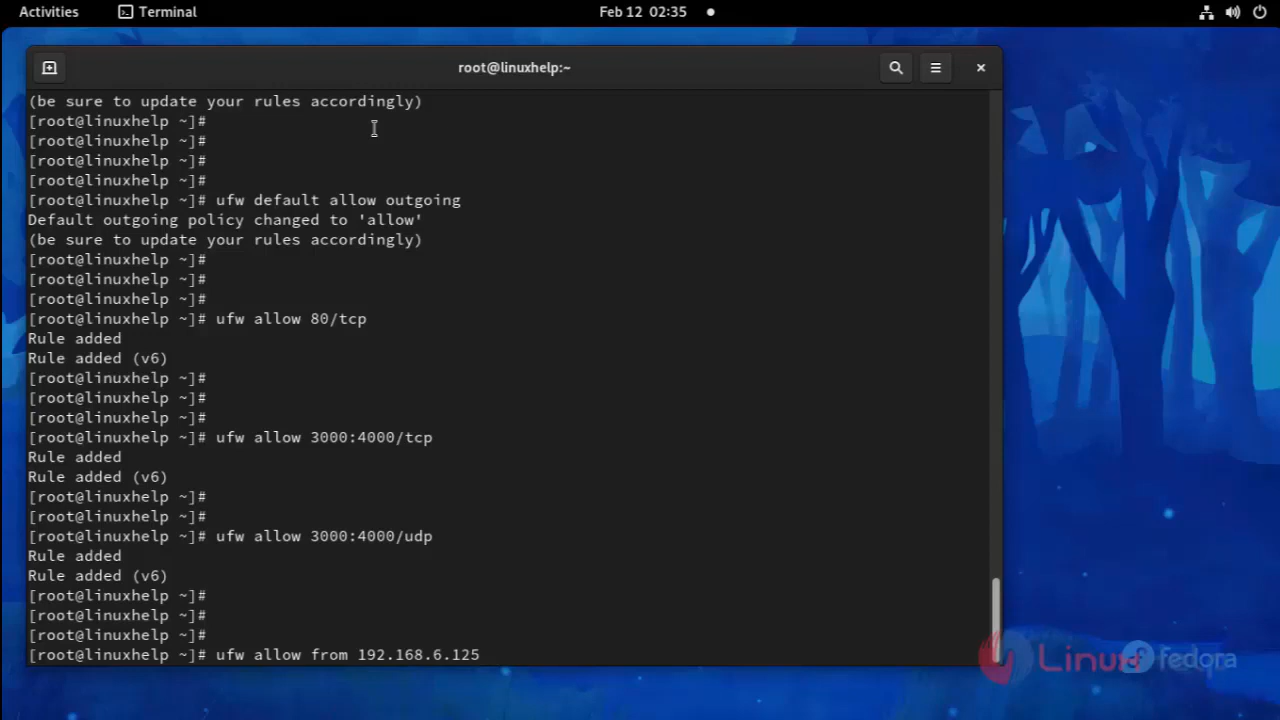 Activities Terminal Feb 12 02:35
root@linuxhelp:~
(be sure to update your rules accordingly)
[root@linuxhelp ~]#
[root@linuxhelp ~]#
[root@linuxhelp ~]#
[root@linuxhelp ~]#
[root@linuxhelp ~]# ufw default allow outgoing
Default outgoing policy changed to 'allow'
(be sure to update your rules accordingly)
[root@linuxhelp ~]#
[root@linuxhelp ~]#
[root@linuxhelp ~]#
[root@linuxhelp ~]# ufw allow 80/tcp
Rule added
Rule added (v6)
[root@linuxhelp ~]#
[root@linuxhelp ~]#
[root@linuxhelp ~]#
[root@linuxhelp ~]# ufw allow 3000:4000/tcp
Rule added
Rule added (v6)
[root@linuxhelp ~]#
[root@linuxhelp ~]#
[root@linuxhelp ~]# ufw allow 3000:4000/udp
Rule added
Rule added (v6)
[root@linuxhelp ~]#
[root@linuxhelp ~]#
[root@linuxhelp ~]#
[root@linuxhelp ~]# ufw allow from 192.168.6.125
Linux fedora